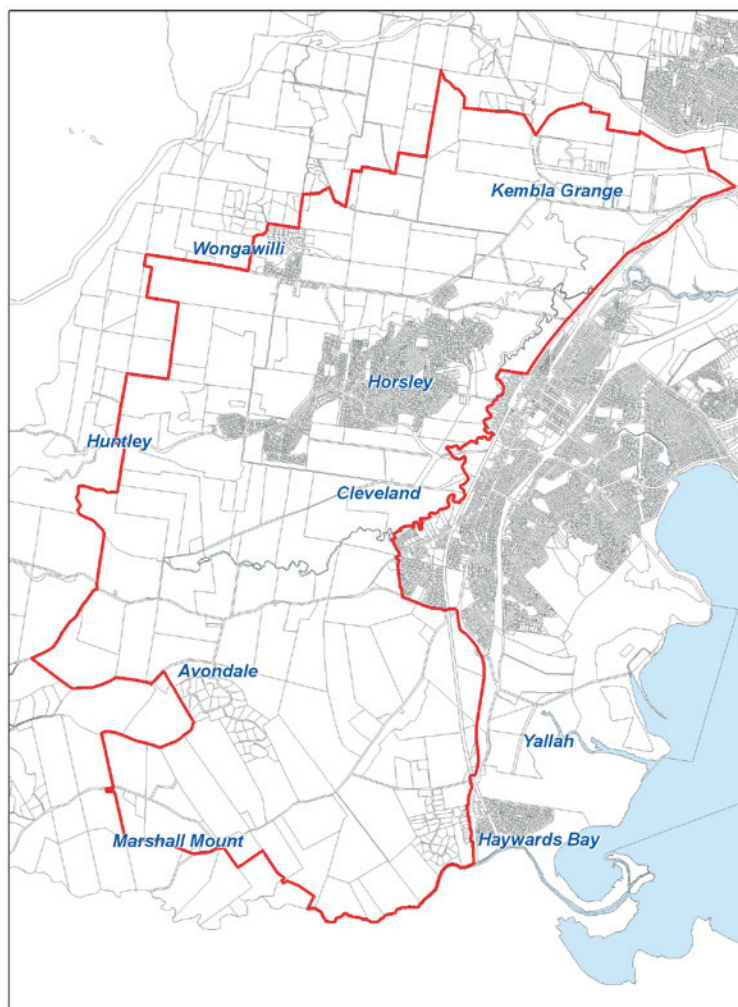 Kembla Grange
Wongawilli
Horsley
Huntley
Cleveland
Avondale
Yallah
Marshall Mount
Haywards Bay